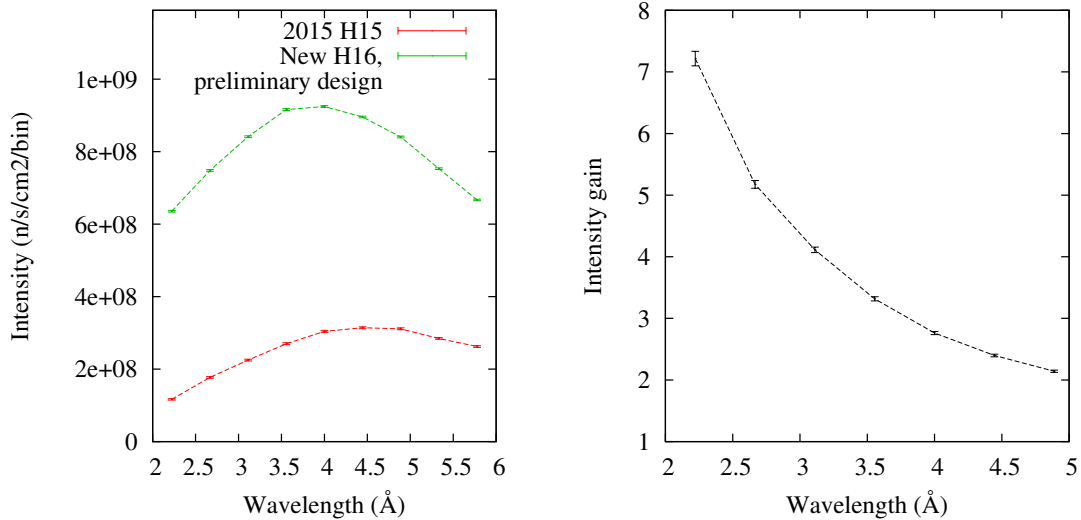 2015 H15
New H16,
preliminary design
1e+09
8e+08
6e+08
4e+08
2e+08
0
2 2.5 3 3.5 4 4.5 5 5.5 6
Intensity (n/s/cm2/bin)
Wavelength (Å)
8
7
6
5
4
3
2
1
2 2.5 3 3.5 4 4.5 5
Intensity gain
Wavelength (Å)